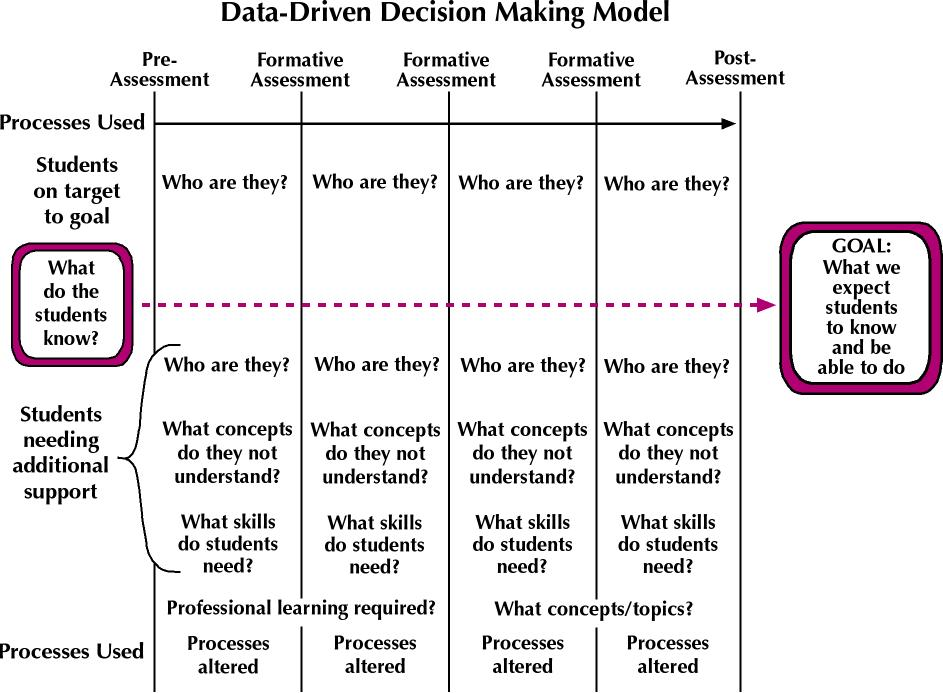 Data-Driven Decision Making Model
Pre-
Assessment
Formative
Assessment
Formative
Assessment
Formative
Assessment
Post-
Assessment
Processes Used
Students
on target
to goal
Who are they?
Who are they?
Who are they?
Who are they?
What
do the
students
know?
GOAL:
What we
expect
students
to know
and be
able to do
Students
needing
additional
support
Who are they?
Who are they?
Who are they?
Who are they?
What concepts
do they not
understand?
What concepts
do they not
understand?
What concepts
do they not
understand?
What concepts
do they not
understand?
What skills
do students
need?
What skills
do students
need?
What skills
do students
need?
What skills
do students
need?
Professional learning required?
What concepts/topics?
Processes Used
Processes
altered
Processes
altered
Processes
altered
Processes
altered